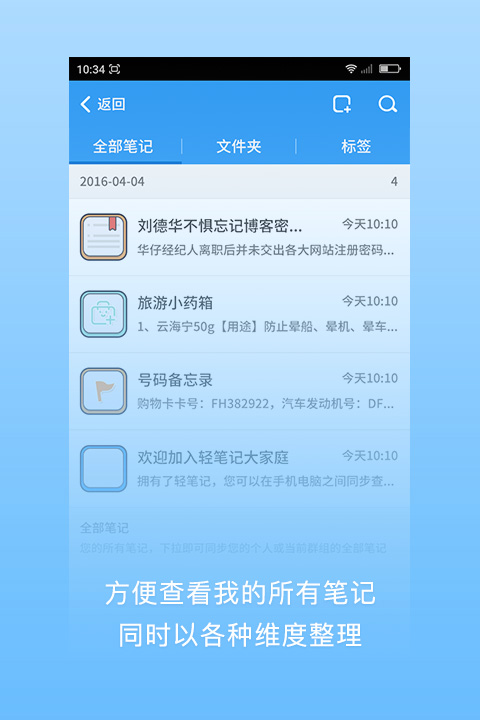 10:34
返回
全部笔记
文件夹
标签
2016-04-04
4
刘德华不惧忘记博客密...
今天10:10
华仔经纪人离职后并未交出各大网站注册密码...
旅游小药箱
今天10:10
1、云海宁50g【用途】防止晕船、晕机、晕车...
号码备忘录
今天10:10
购物卡卡号：FH382922，汽车发动机号：DF...
欢迎加入轻笔记大家庭
今天10:10
拥有了轻笔记，您可以在手机电脑之间同步查...
全部笔记
您的所有笔记，下拉即可同步您的个人或当前群组的全部笔记
方便查看我的所有笔记
同时以各种维度整理